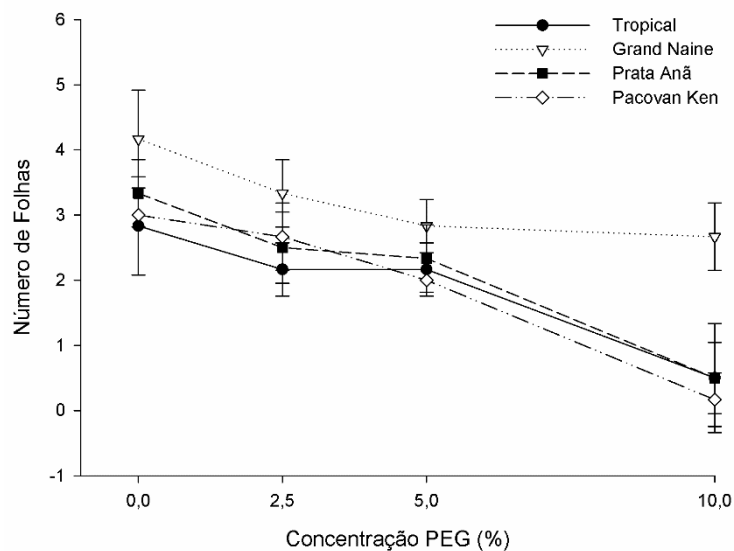 Tropical
Grand Naine
Prata Anã
Pacovan Ken
Número de Folhas
6
5
4
3
2
1
0
-1
0,0
2,5
5,0
10,0
Concentração PEG (%)